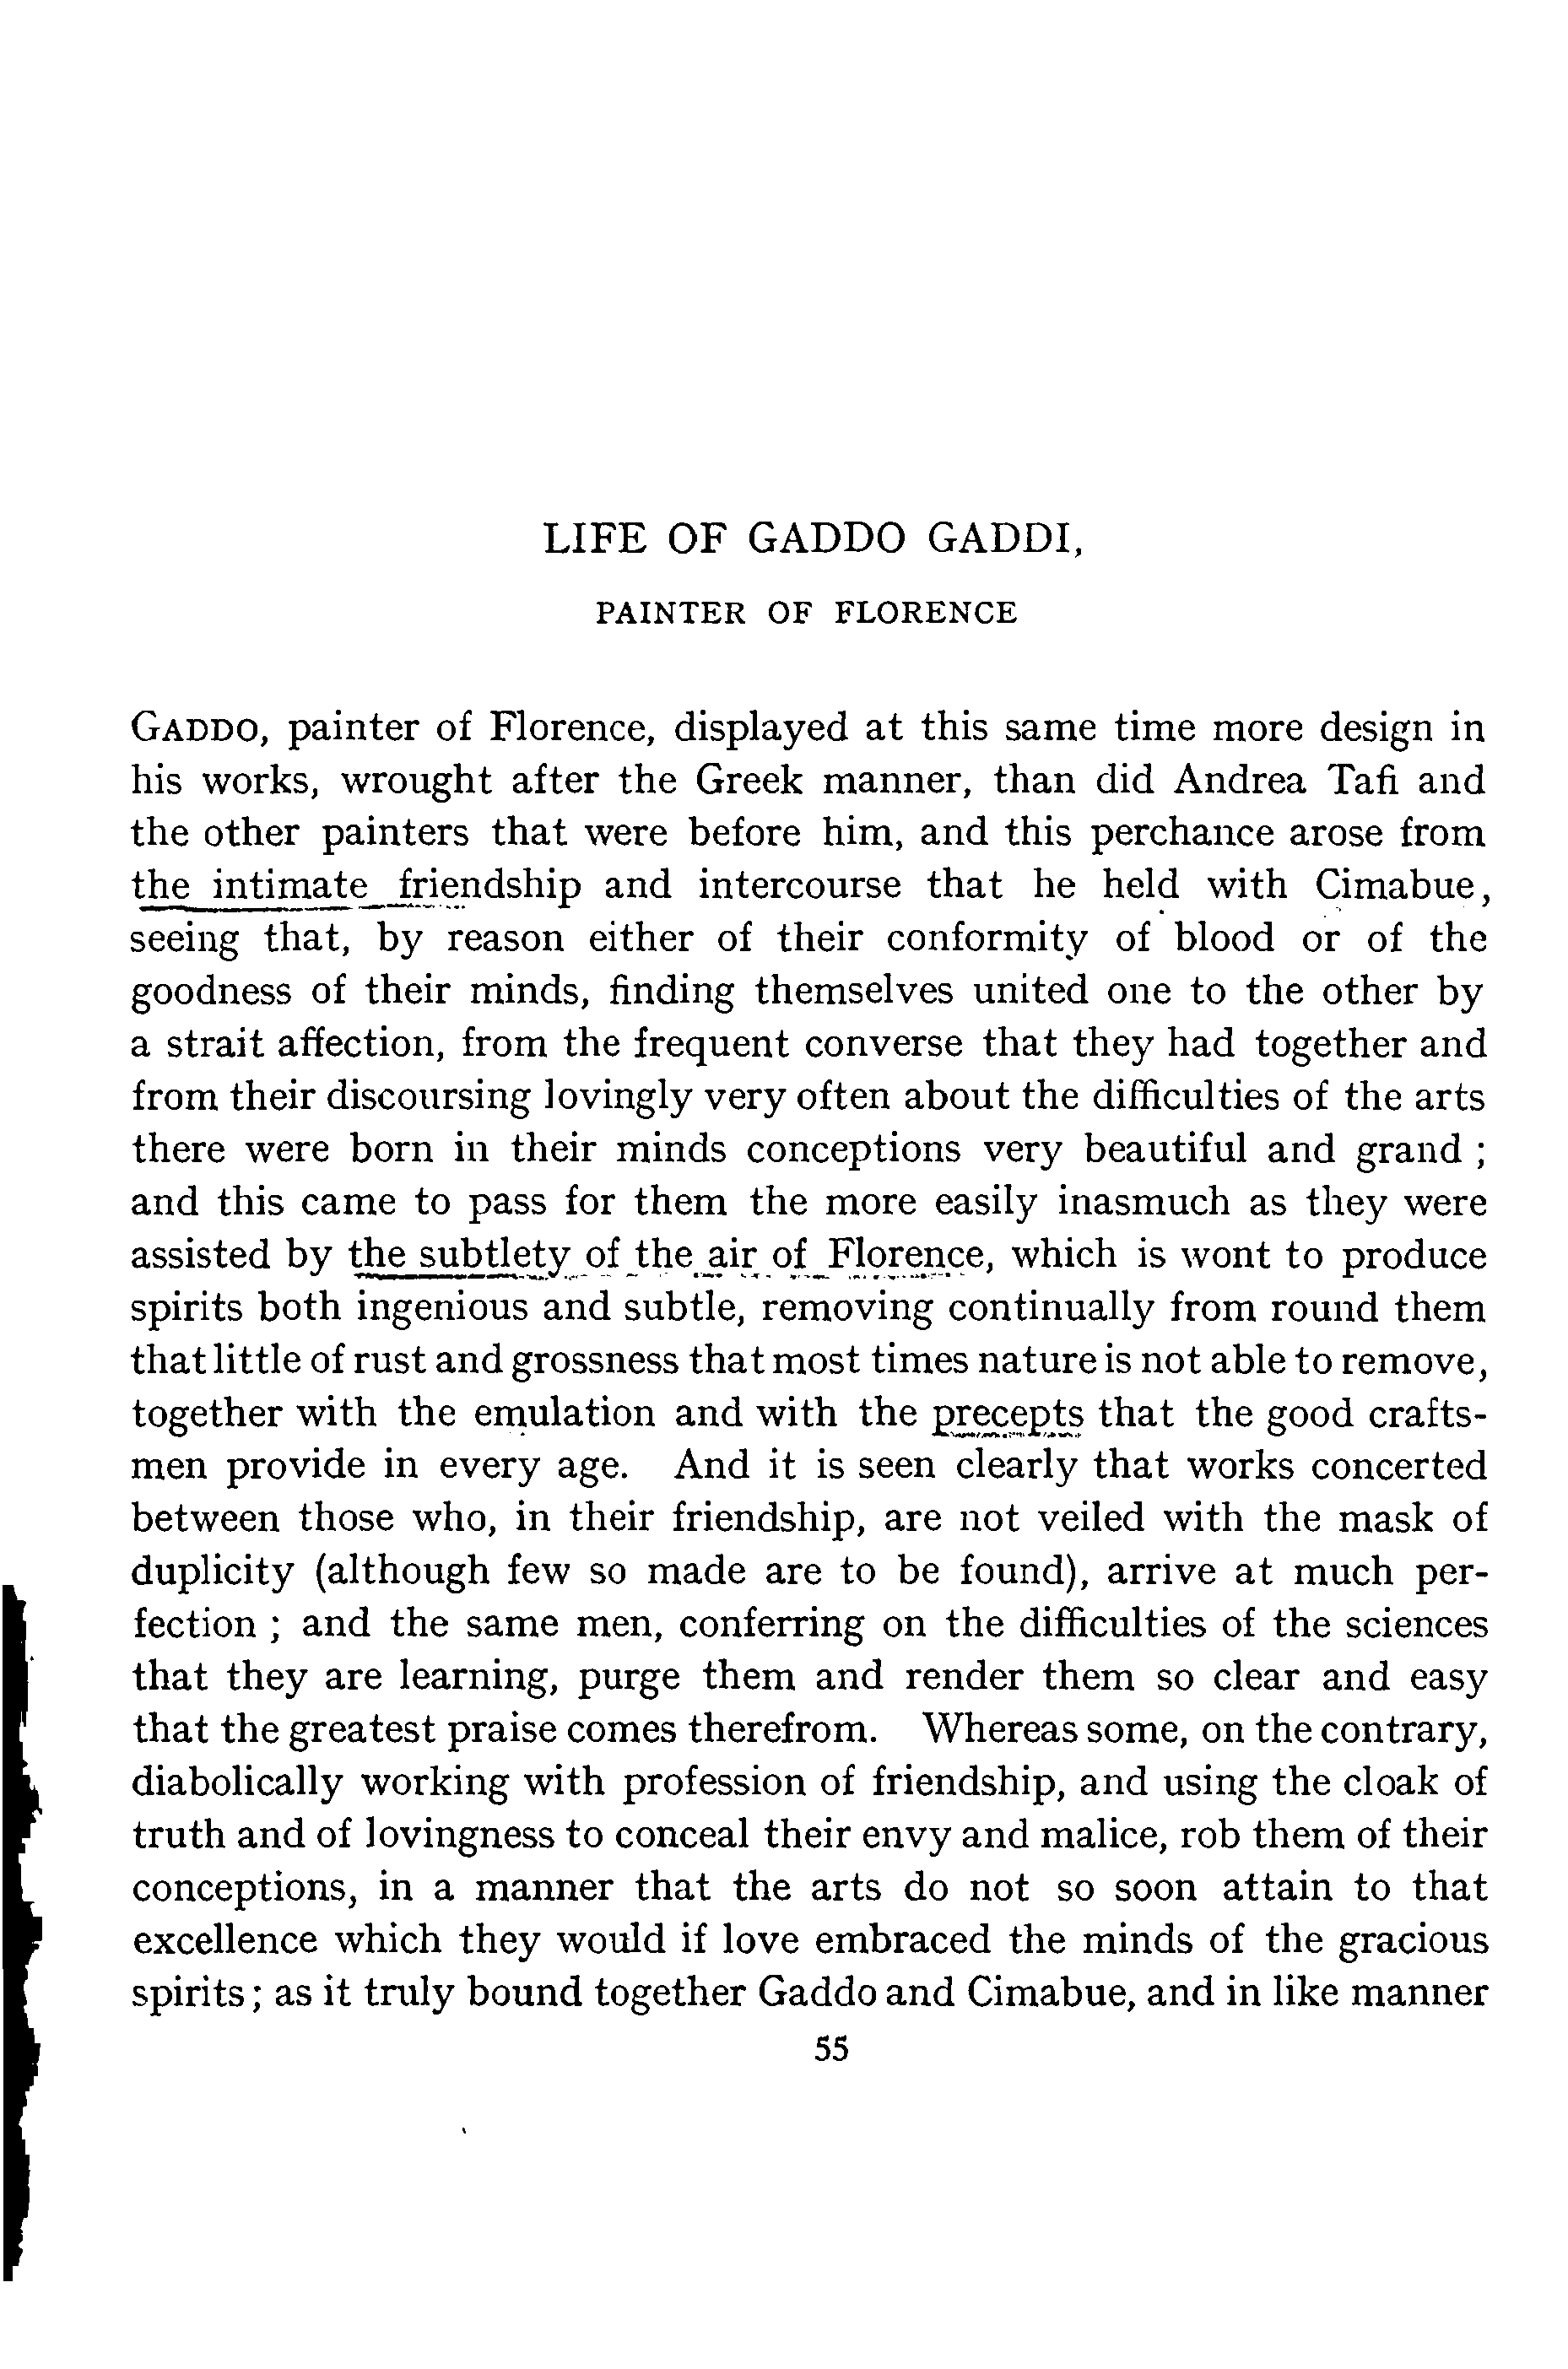 LIFE OF GADDO GADDI,
PAINTER OF FLORENCE
GADDO, painter of Florence, displayed at this same time more design in
his works, wrought after the Greek manner, than did Andrea Tafi and
the other painters that were before him, and this perchance arose from
the intimate friendship and intercourse that he held with Cimabue,
seeing that, by reason either of their conformity of blood or of the
goodness of their minds, finding themselves united one to the other by
a strait affection, from the frequent converse that they had together and
from their discoursing lovingly very often about the difficulties of the arts
there were born in their minds conceptions very beautiful and grand ;
and this came to pass for them the more easily inasmuch as they were
assisted by the subtlety of the air of Florence, which is wont to produce
spirits both ingenious and subtle, removing continually from round them
that little of rust and grossness that most times nature is not able to remove,
together with the emulation and with the precepts that the good crafts-
men provide in every age. And it is seen clearly that works concerted
between those who, in their friendship, are not veiled with the mask of
duplicity (although few so made are to be found), arrive at much per-
fection ; and the same men, conferring on the difficulties of the sciences
that they are learning, purge them and render them so clear and easy
that the greatest praise comes therefrom. Whereas some, on the contrary,
diabolically working with profession of friendship, and using the cloak of
truth and of lovingness to conceal their envy and malice, rob them of their
conceptions, in a manner that the arts do not so soon attain to that
excellence which they would if love embraced the minds of the gracious
spirits; as it truly bound together Gaddo and Cimabue, and in like manner
55